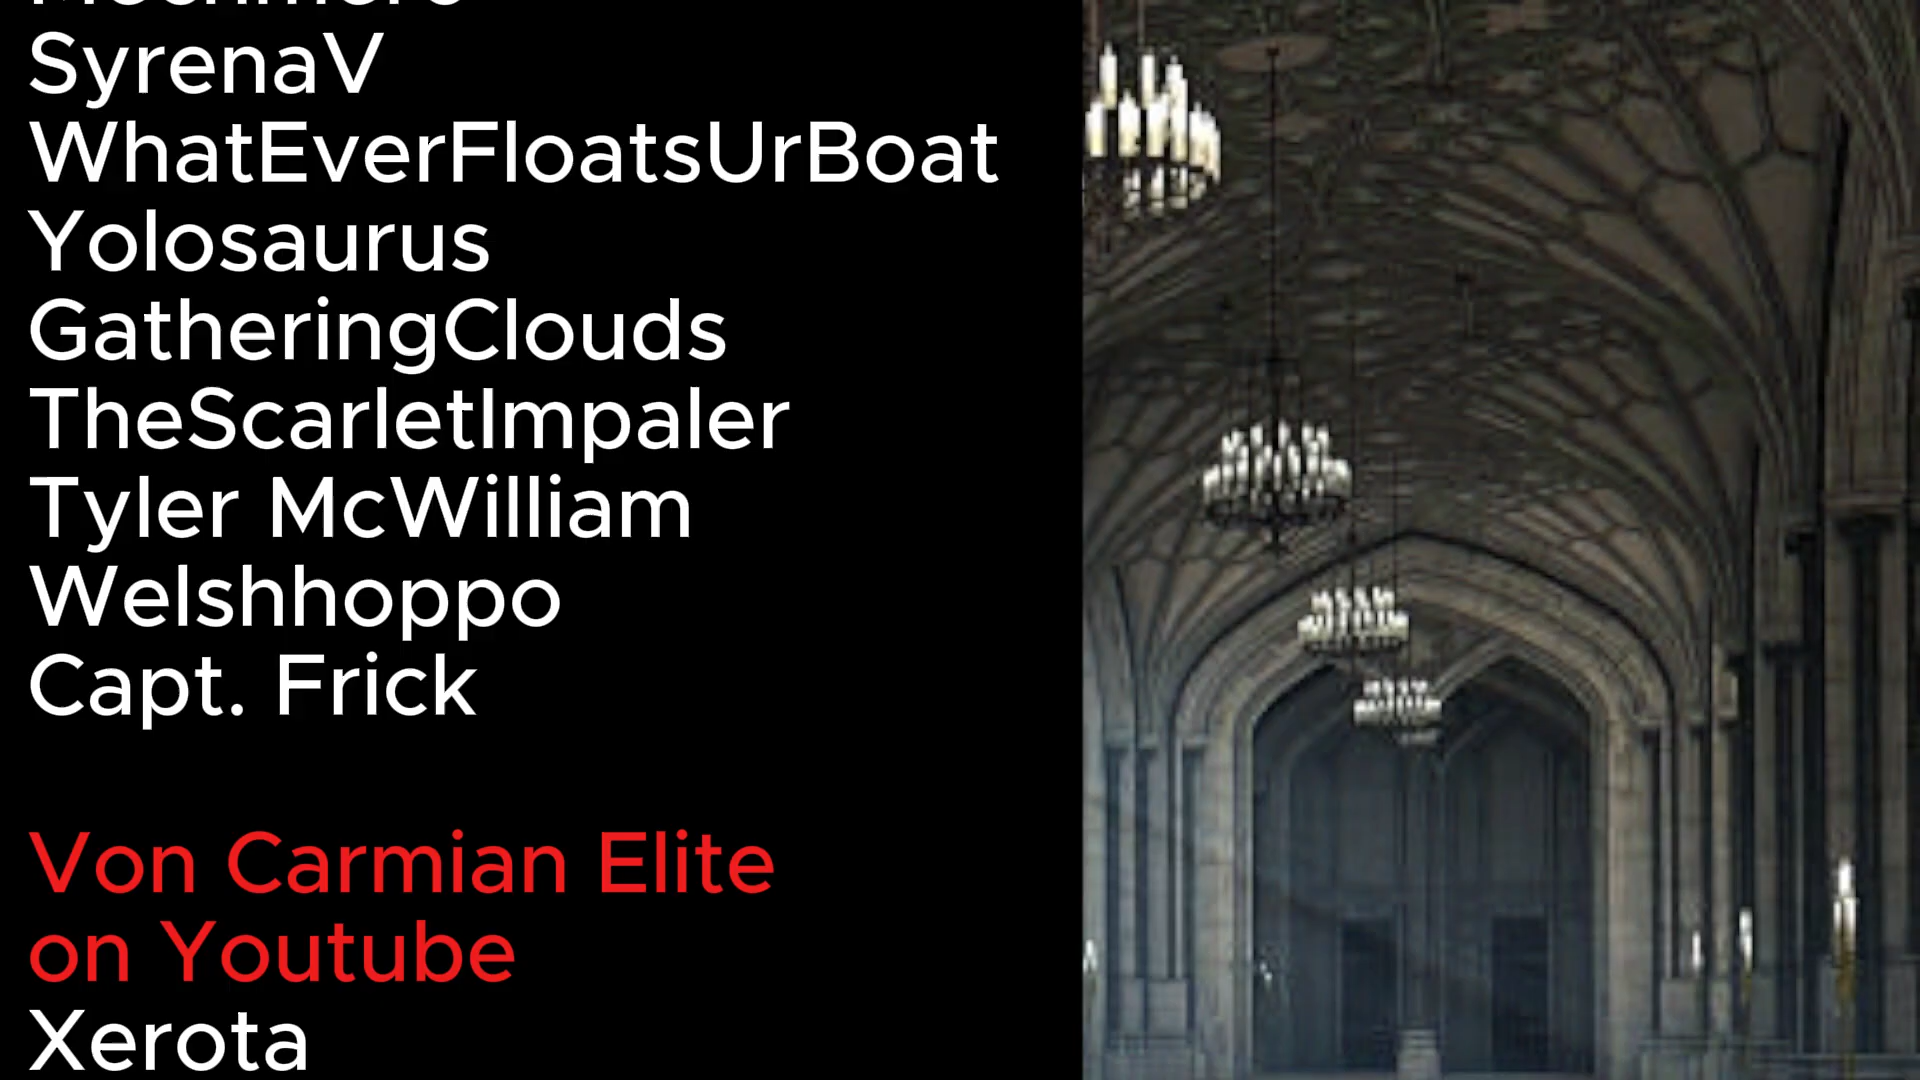 SyrenaV
WhatEverFloatsUrBoat
Yolosaurus
GatheringClouds
TheScarletImpaler
Tyler McWilliam
Welshhoppo
Capt. Frick
Von Carmian Elite
on Youtube
Xerota